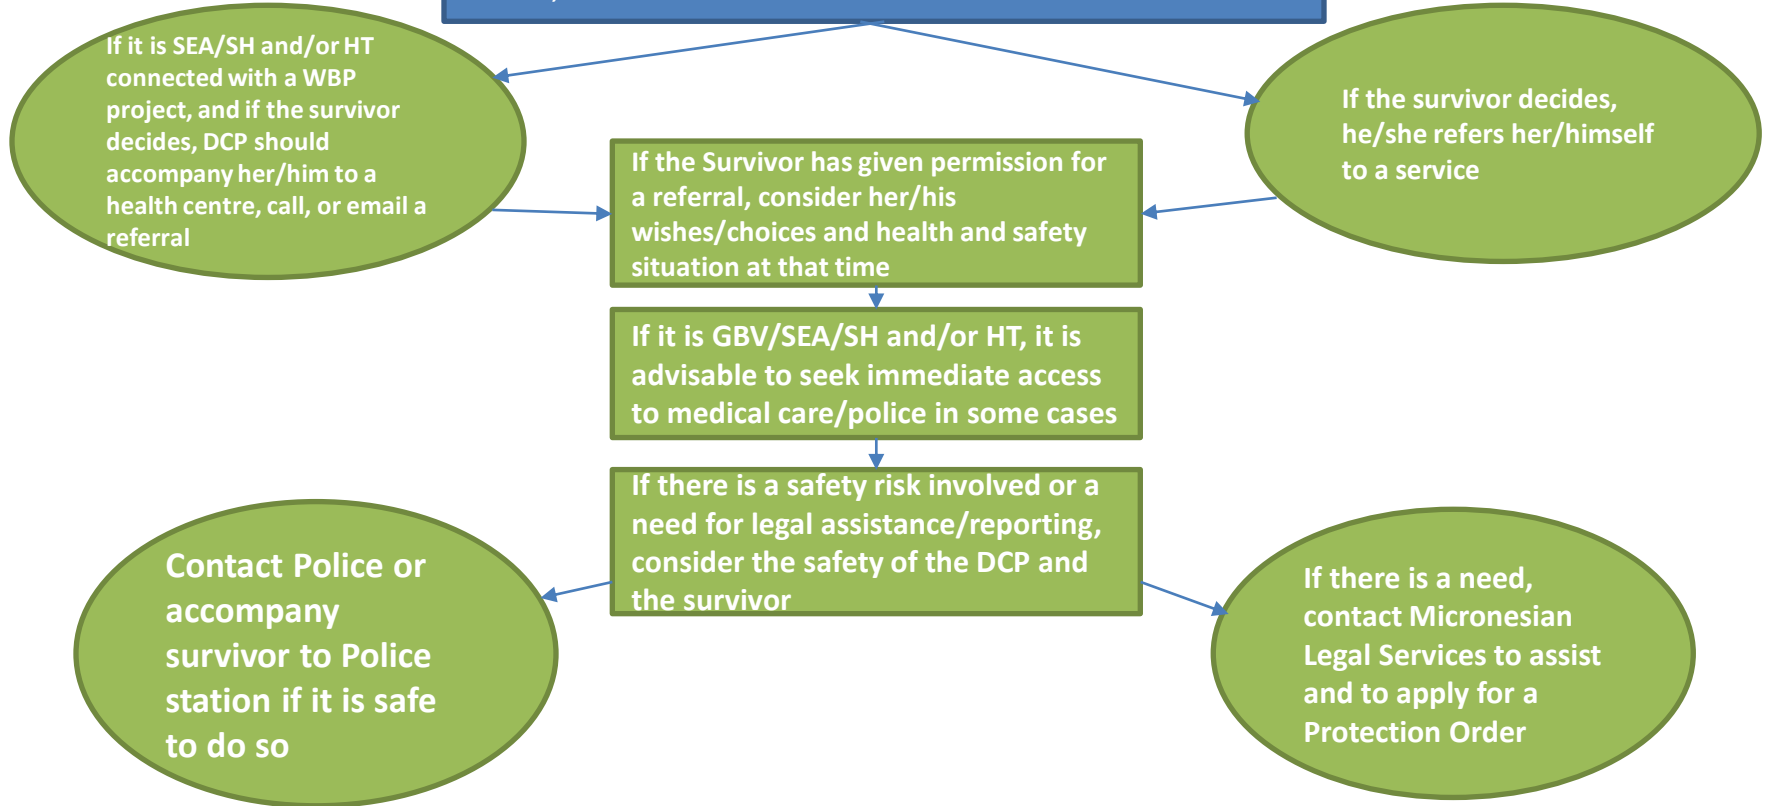 If it is SEA/SH and/or HT
connected with a WBP
project, and if the survivor
decides, DCP should
accompany her/him to a
health centre, call, or email a
referral
If the survivor decides,
he/she refers her/himself
to a service
If the Survivor has given permission for
a referral, consider her/his
wishes/choices and health and safety
situation at that time
If it is GBV/SEA/SH and/or HT, it is
advisable to seek immediate access
to medical care/police in some cases
If there is a safety risk involved or a
need for legal assistance/reporting,
consider the safety of the DCP and
the survivor
Contact Police or
accompany
survivor to Police
station if it is safe
to do so
If there is a need,
contact Micronesian
Legal Services to assist
and to apply for a
Protection Order